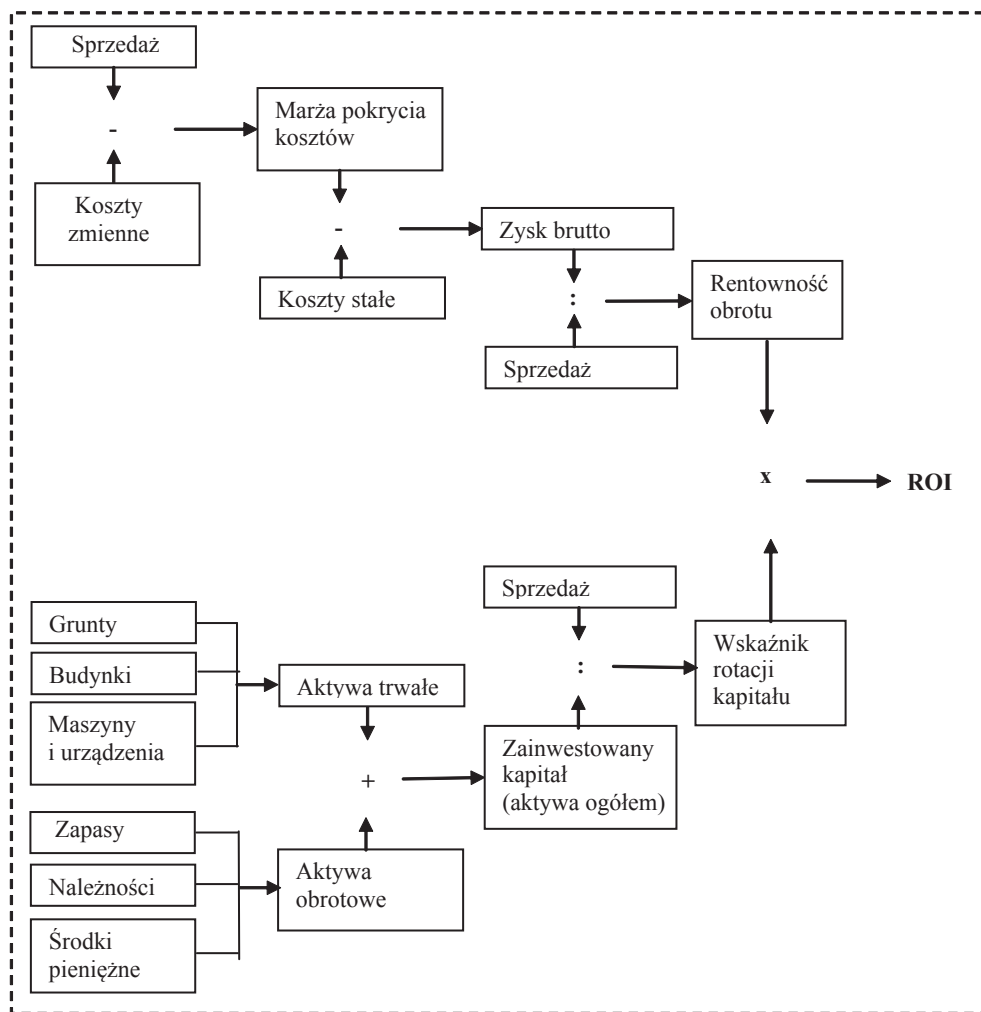 Sprzedaż
-
Koszty
zmienne
Marża pokrycia
kosztów
-
Koszty stałe
Zysk brutto
:
Sprzedaż
Rentowność
obrotu
x
ROI
Sprzedaż
:
Wskaźnik
rotacji
kapitału
Grunty
Budynki
Maszyny
i urządzenia
Aktywa trwałe
+
Zainwestowany
kapitał
(aktywa ogółem)
Zapasy
Należności
Środki
pieniężne
Aktywa
obrotowe